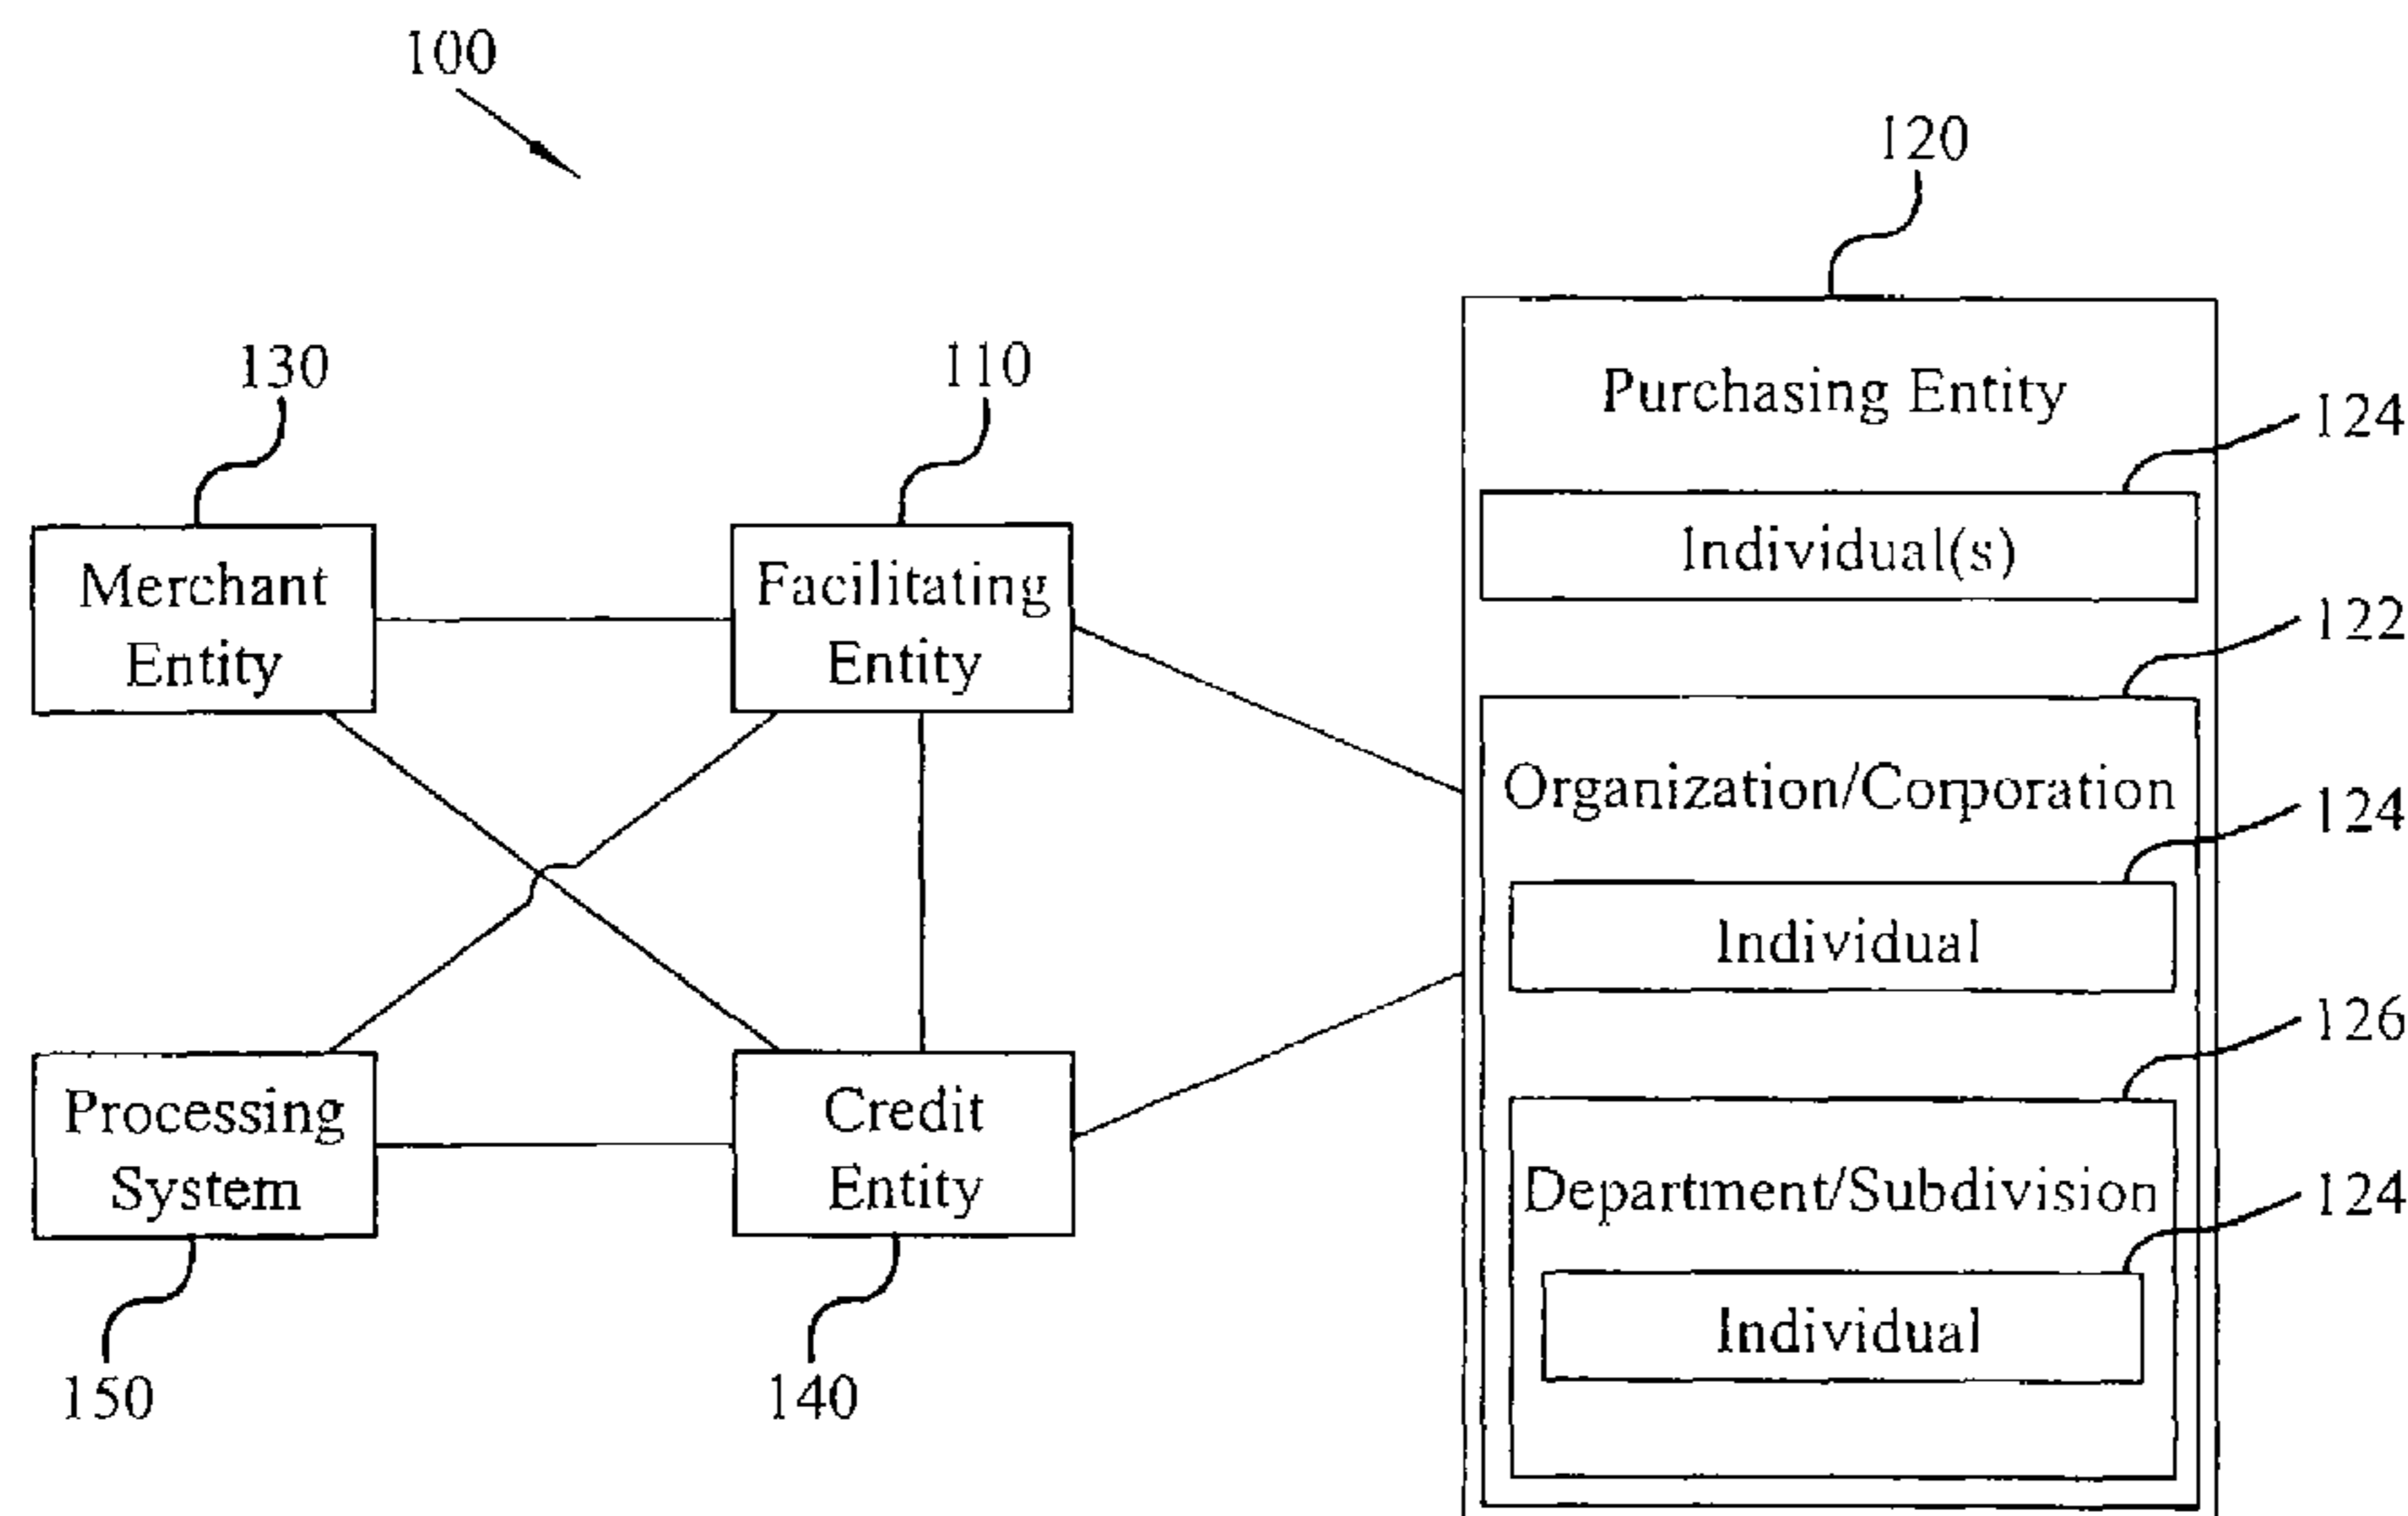 100
120
130
110
Purchasing Entity
124
Individual(s)
Merchant
Entity
Facilitating
Entity
122
Organization/Corporation
124
Individual
126
Processing
System
Credit
Entity
Department/Subdivision
124
Individual
150
140